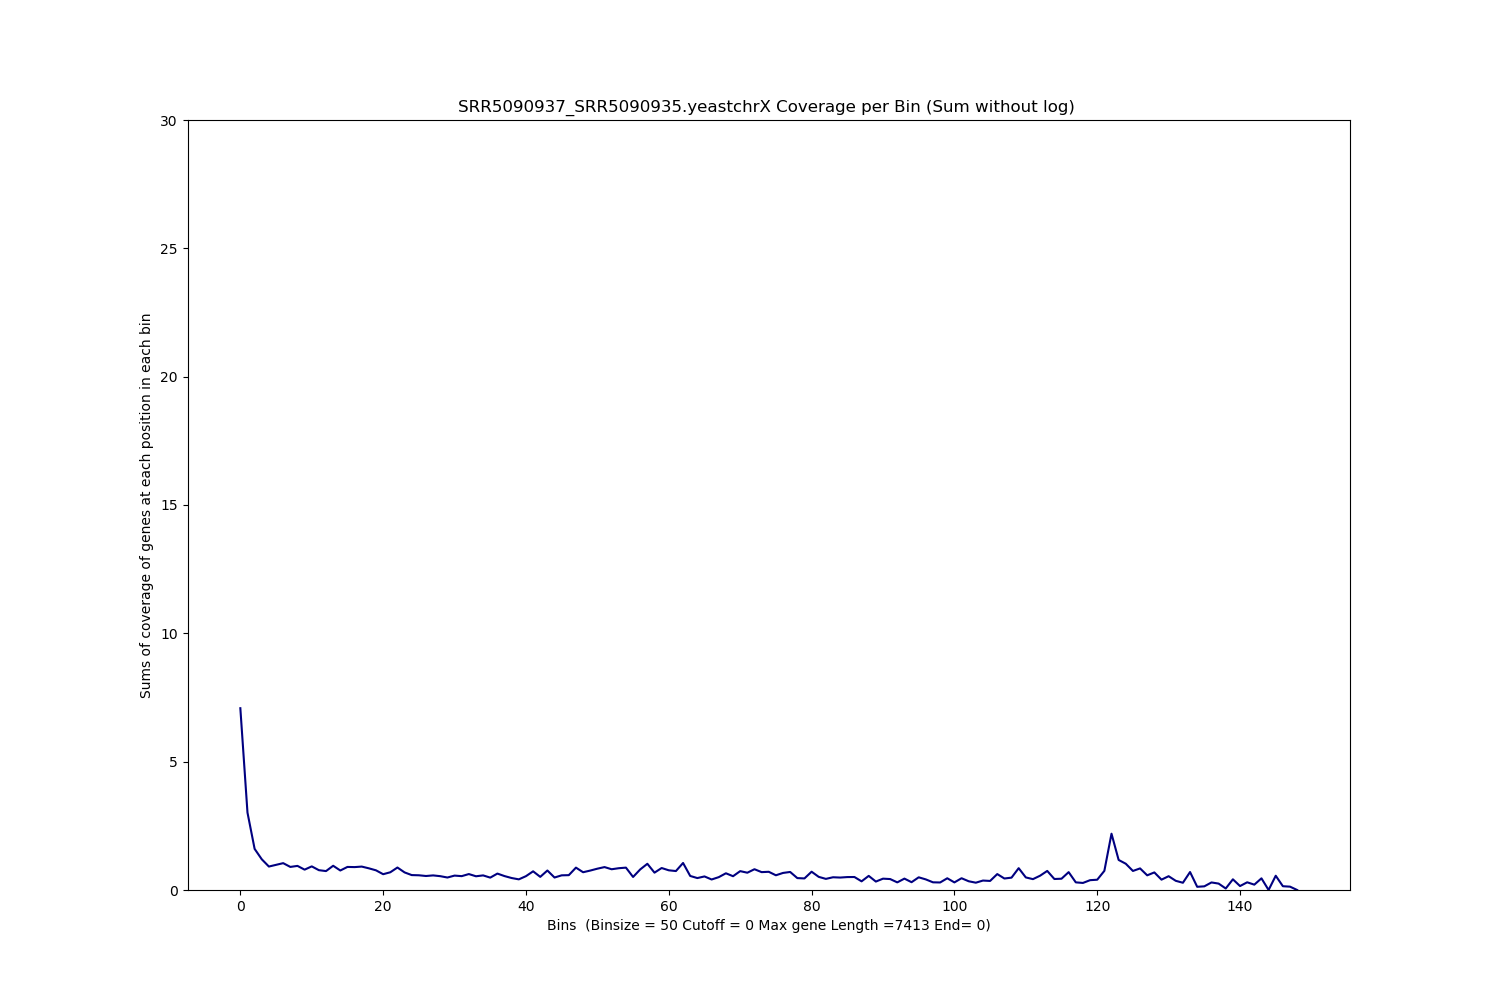 SRR5090937_SRR5090935.yeastchrX Coverage per Bin (Sum without log)
30
25
20
15
10
5
0
Sums of coverage of genes at each position in each bin
0 20 40 60 80 100 120 140
Bins  (Binsize = 50 Cutoff = 0 Max gene Length =7413 End= 0)